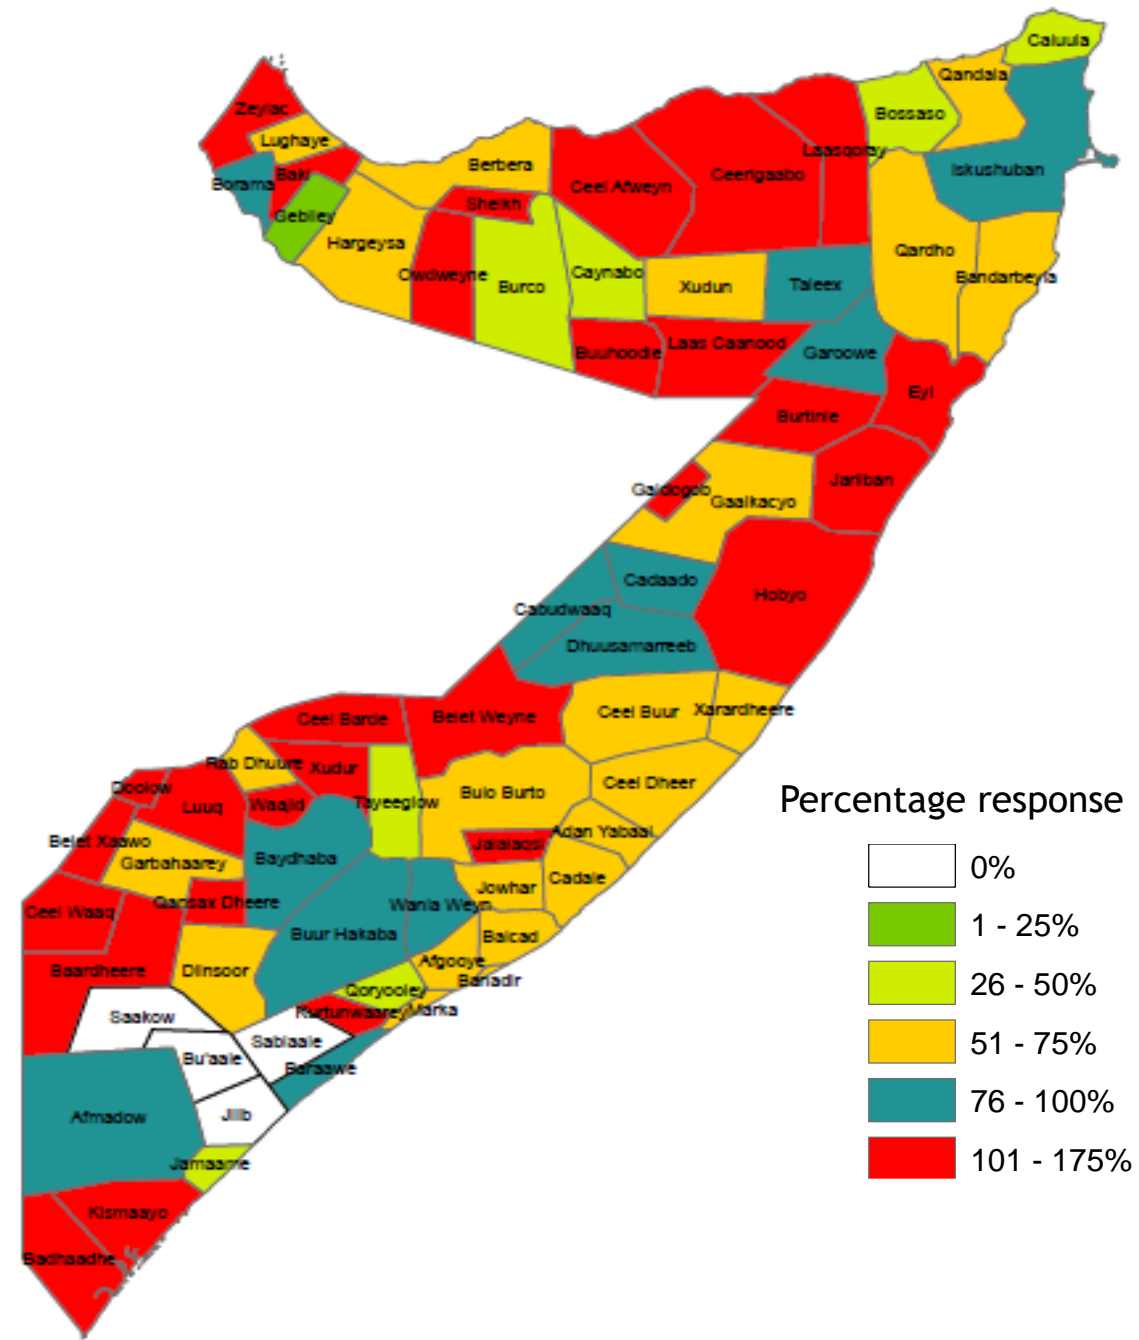 Caluula
Qandala
Bossaso
Zeylac
Lughaye
Laasqoray
Berbera
Iskushuban
Baki
Ceerigaabo
Borama
Ceel Afweyn
Sheikh
Gebiley
Hargeysa
Qardho
Caynabo
Owdweyne
Bandarbeyla
Burco
Xudun
Taleex
Laas Caanood
Buuhoodle
Garoowe
Eyl
Burtinle
Jariiban
Galdogob
Gaalkacyo
Cadaado
Hobyo
Cabudwaaq
Dhuusamarreeb
Ceel Buur
Xarardheere
Ceel Barde
Belet Weyne
Rab Dhuure
Xudur
Ceel Dheer
Doolow
Bulo Burto
Percentage response
Luuq
Waajid
Tayeeglow
Adan Yabaal
Belet Xaawo
Jalalaqsi
Garbahaarey
Baydhaba
0%
Jowhar
Cadale
Qansax Dheere
Wanla Weyn
Ceel Waaq
1 - 25%
Buur Hakaba
Balcad
Afgooye
Baardheere
Diinsoor
Banadir
26 - 50%
Qoryooley
Kurtunwaarey
Marka
Saakow
Sablaale
51 - 75%
Bu'aale
Baraawe
76 - 100%
Afmadow
Jilb
101 - 175%
Jamaame
Kismaayo
Badhaadhe